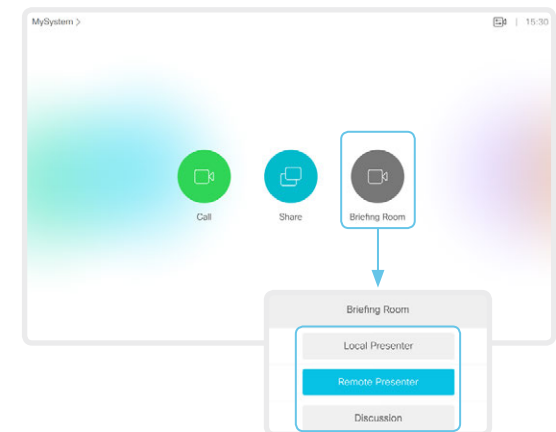 MySystem >
15:30
Call
Share
Briefing Room
Briefing Room
Local Presenter
Remote Presenter
Discussion